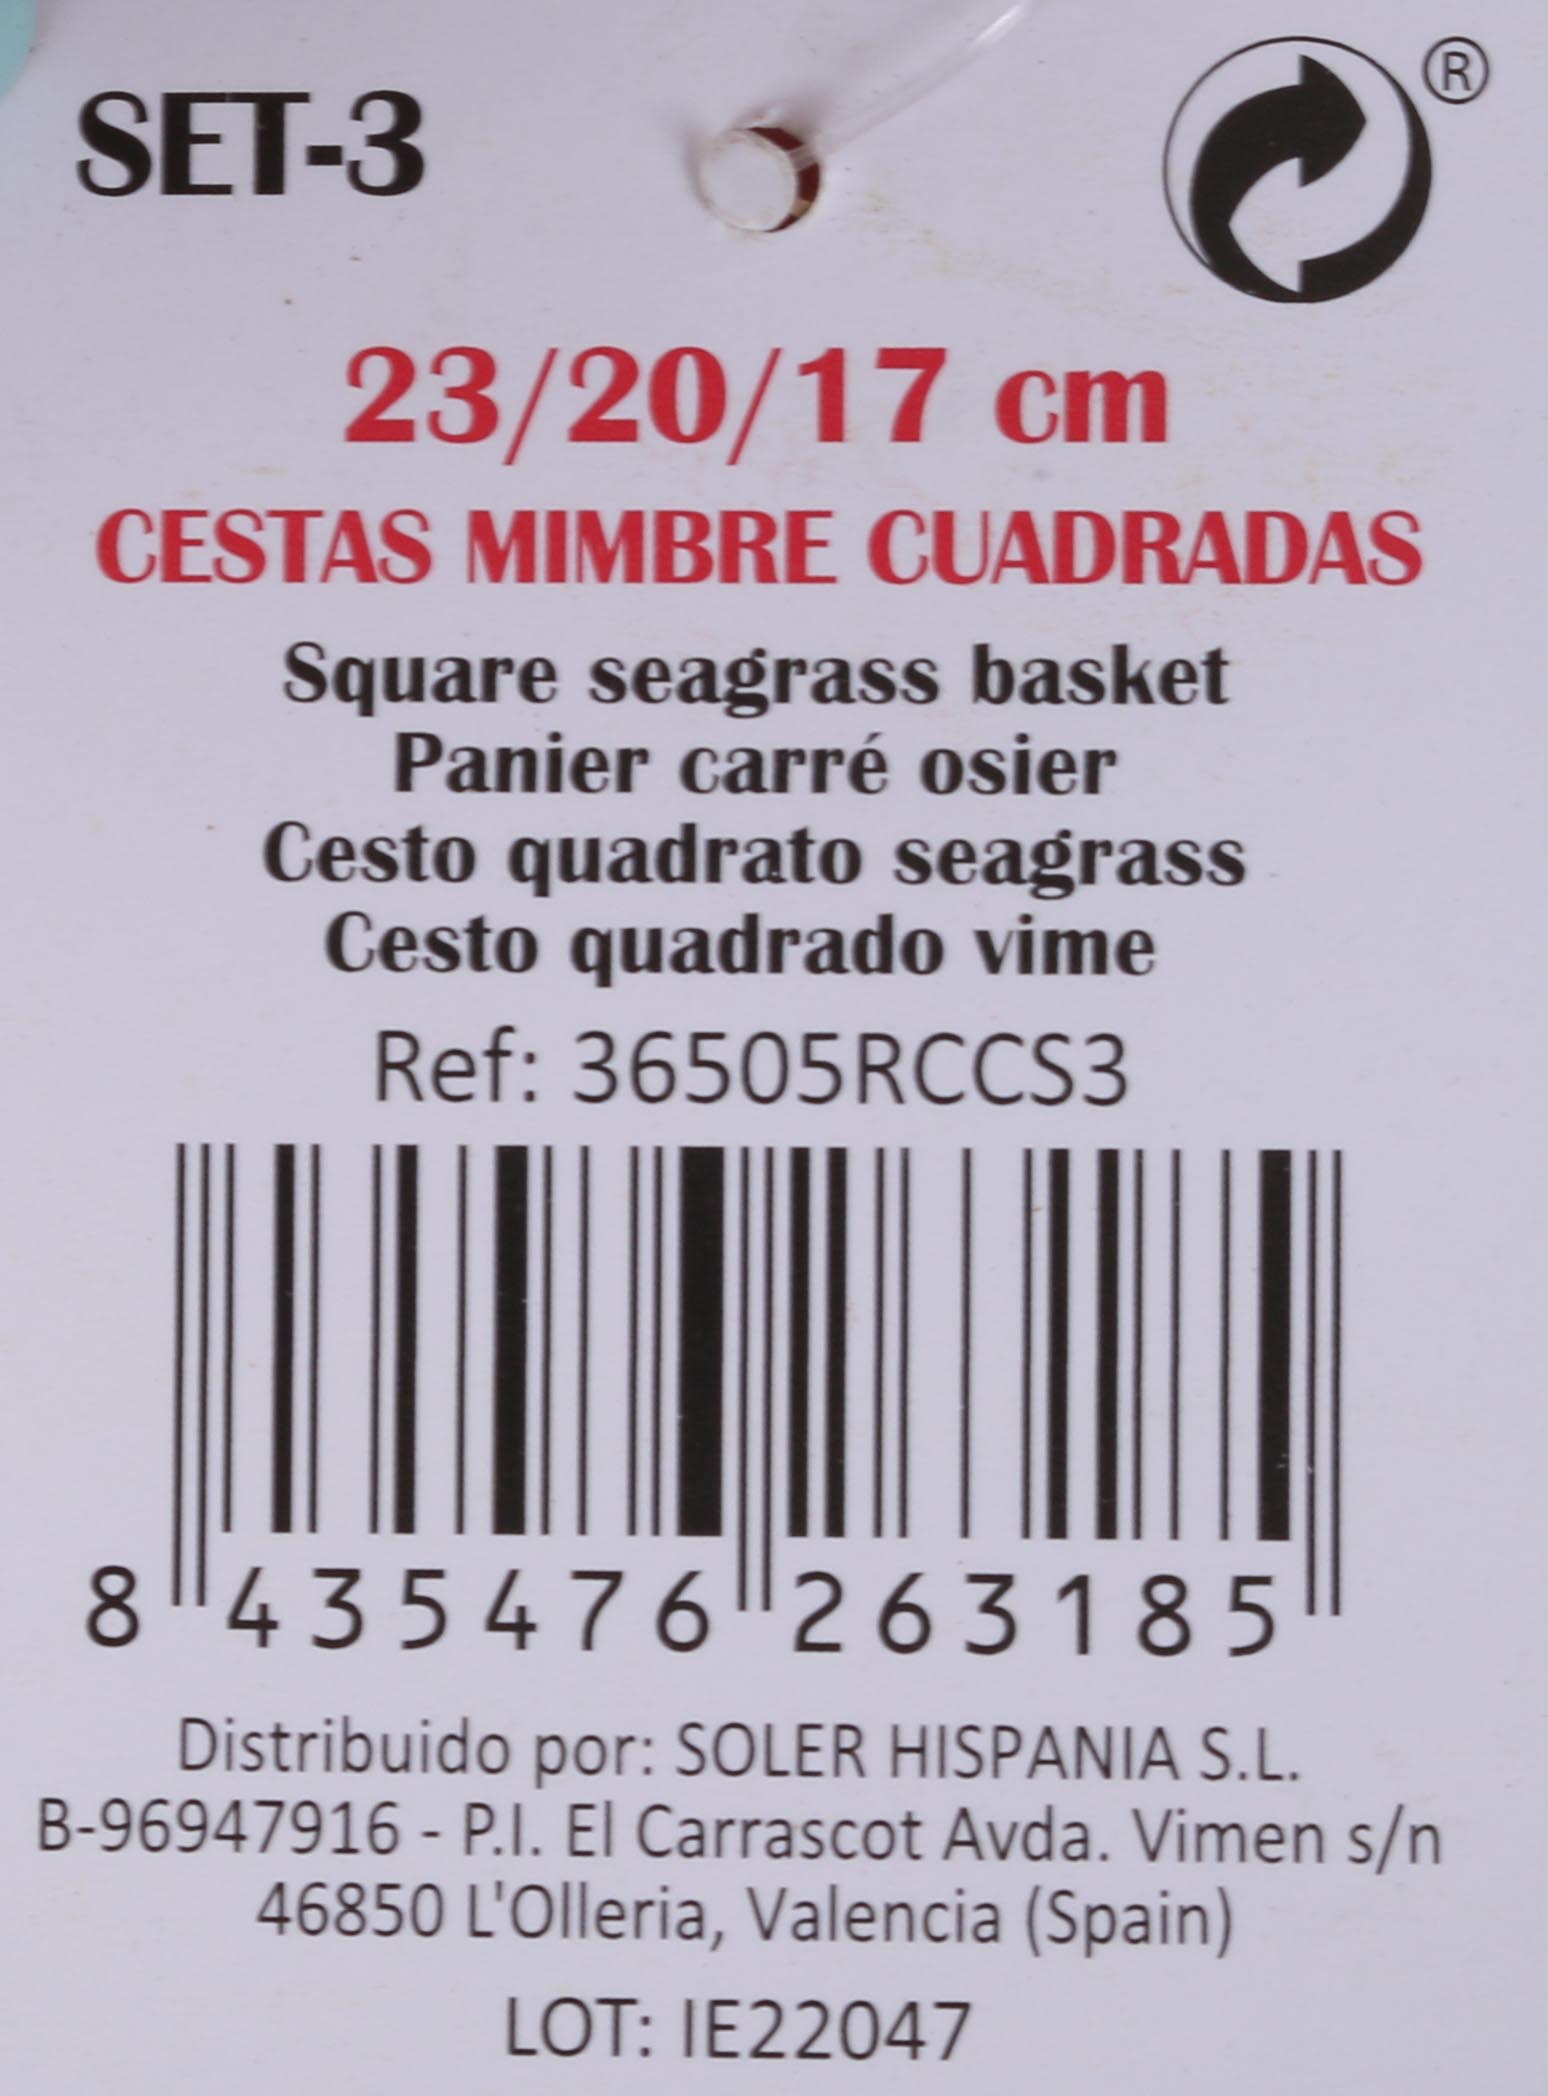 SET-3
®
23/20/17 cm
CESTAS MIMBRE CUADRADAS
Square seagrass basket
Panier carré osier
Cesto quadrato seagrass
Cesto quadrado vime
Ref: 36505RCCS3
8 435476 263185
Distribuido por: SOLER HISPANIA S.L.
B-96947916 - P.I. El Carrascot Avda. Vimen s/n
46850 L'Olleria, Valencia (Spain)
LOT: IE22047